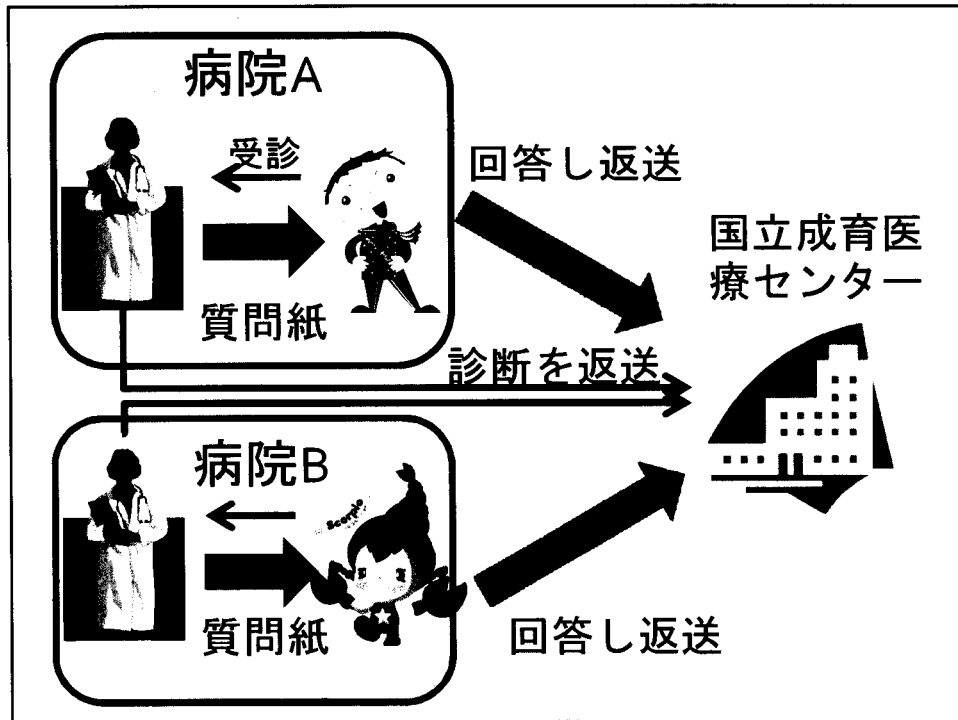 病院A
受診
質問紙
回答し返送
国立成育医
療センター
診断を返送
病院B
Scorpio
質問紙
回答し返送